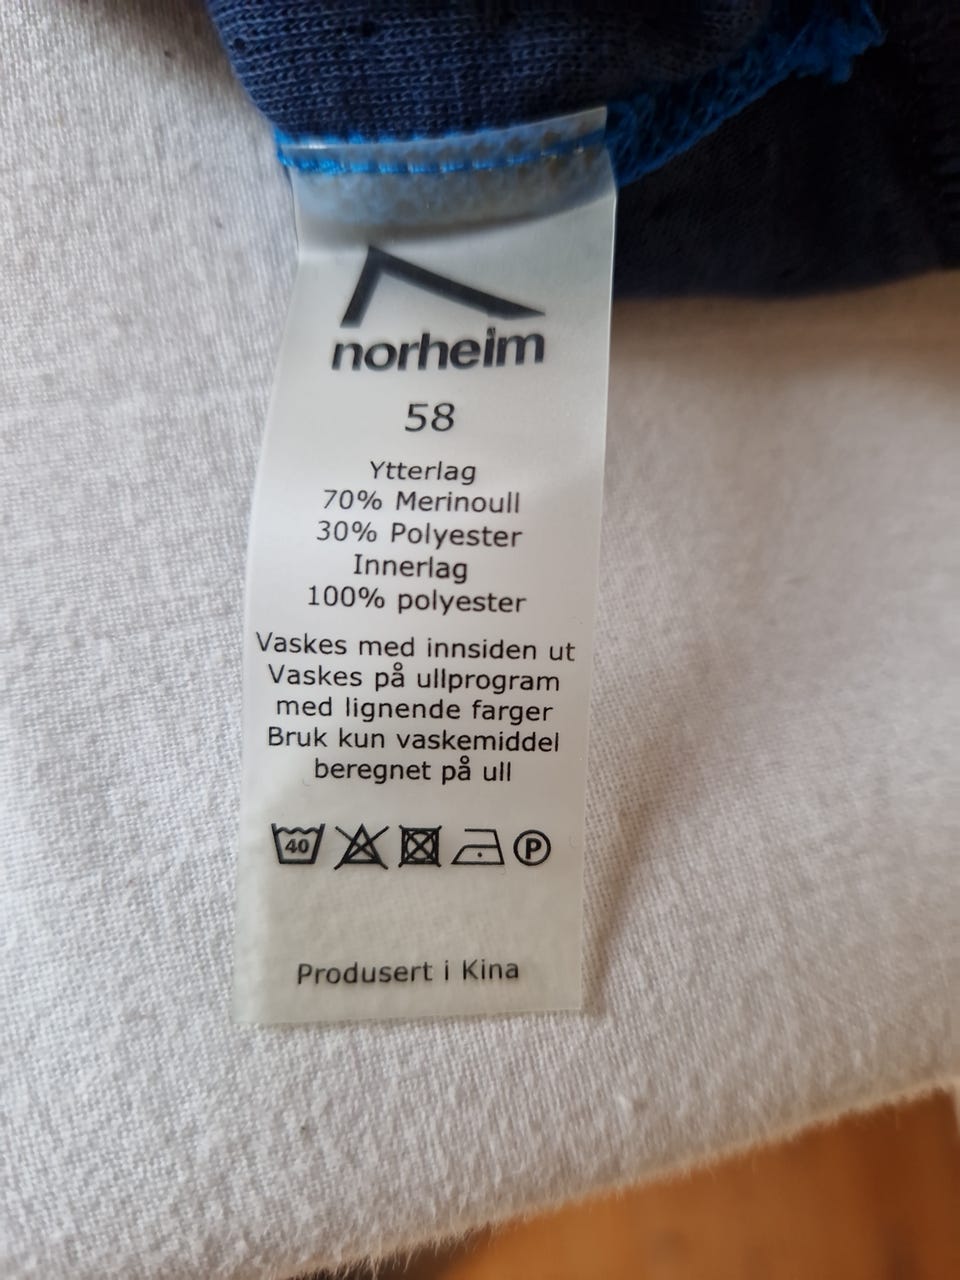 norheim
58
Ytterlag
70% Merinoull
30% Polyester
Innerlag
100% polyester
Vaskes med innsiden ut
Vaskes på ullprogram
med lignende farger
Bruk kun vaskemiddel
beregnet på ull
40 P
Produsert i Kina